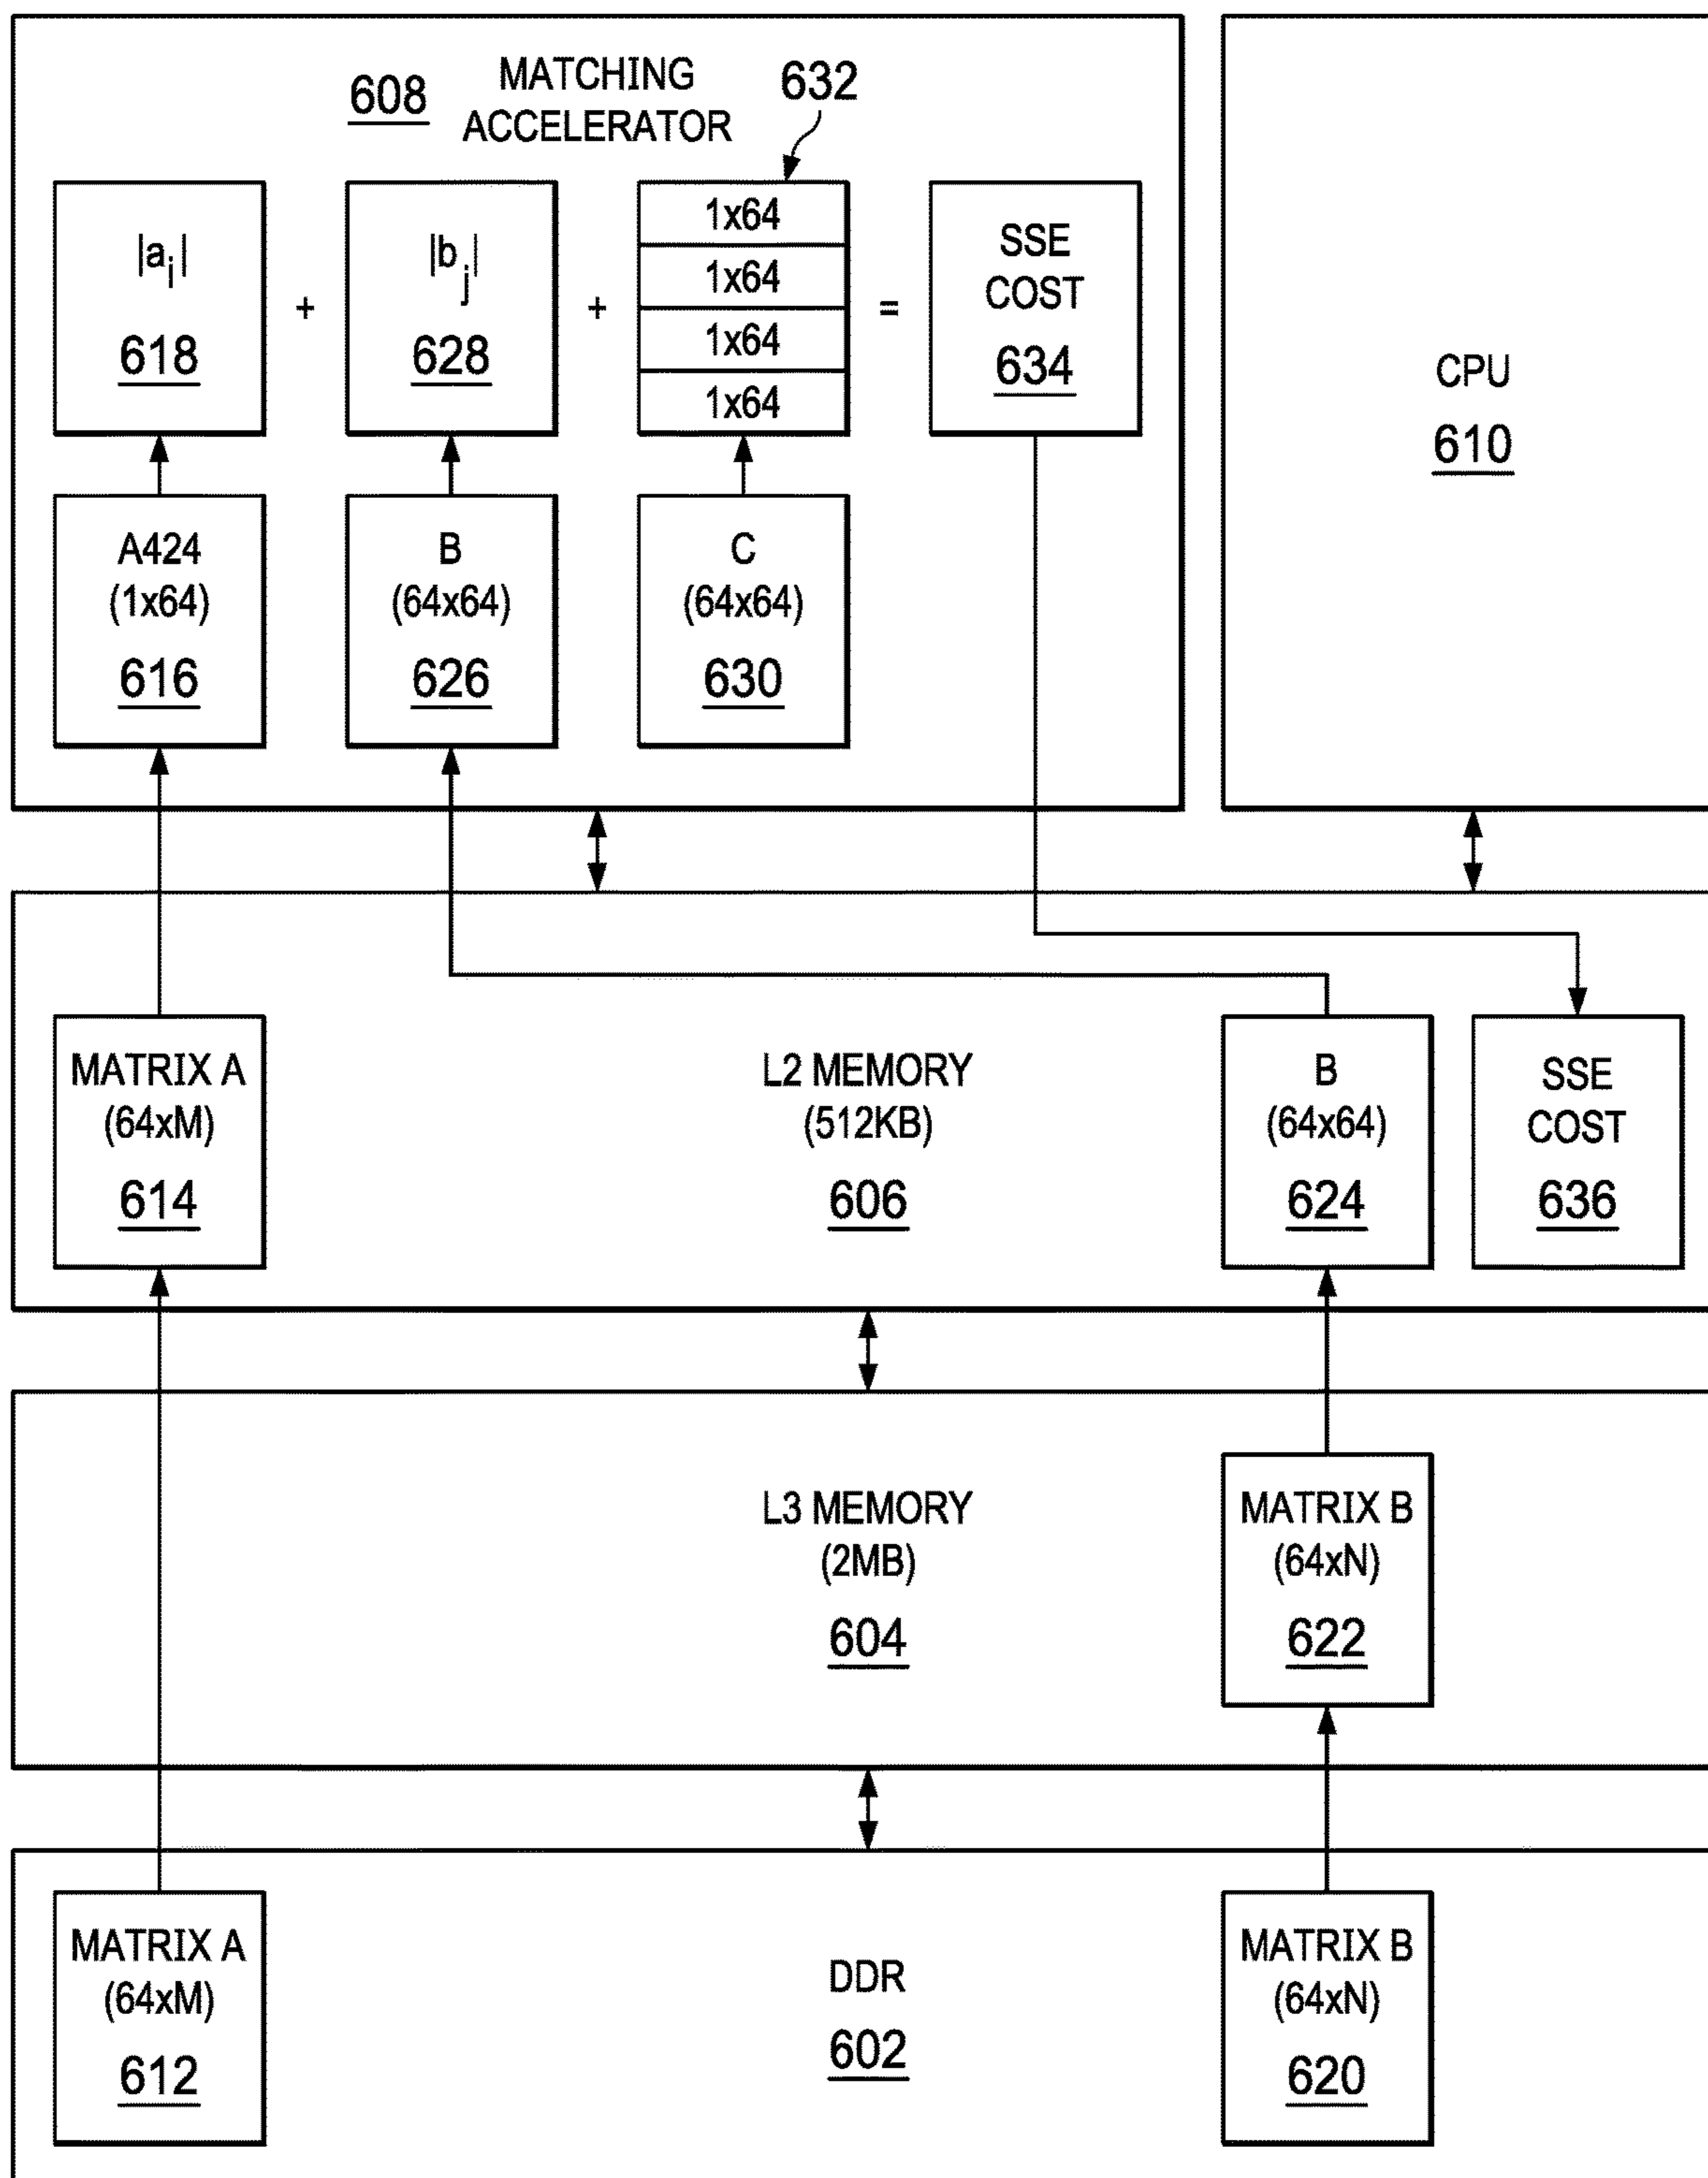 608
MATCHING
ACCELERATOR
632
|ai|
618
+
|bj|
628
+
1x64
1x64
1x64
1x64
=
SSE
COST
634
CPU
610
A424
(1x64)
616
B
(64x64)
626
C
(64x64)
630
MATRIX A
(64xM)
614
L2 MEMORY
(512KB)
606
B
(64x64)
624
SSE
COST
636
L3 MEMORY
(2MB)
604
MATRIX B
(64xN)
622
MATRIX A
(64xM)
612
DDR
602
MATRIX B
(64xN)
620